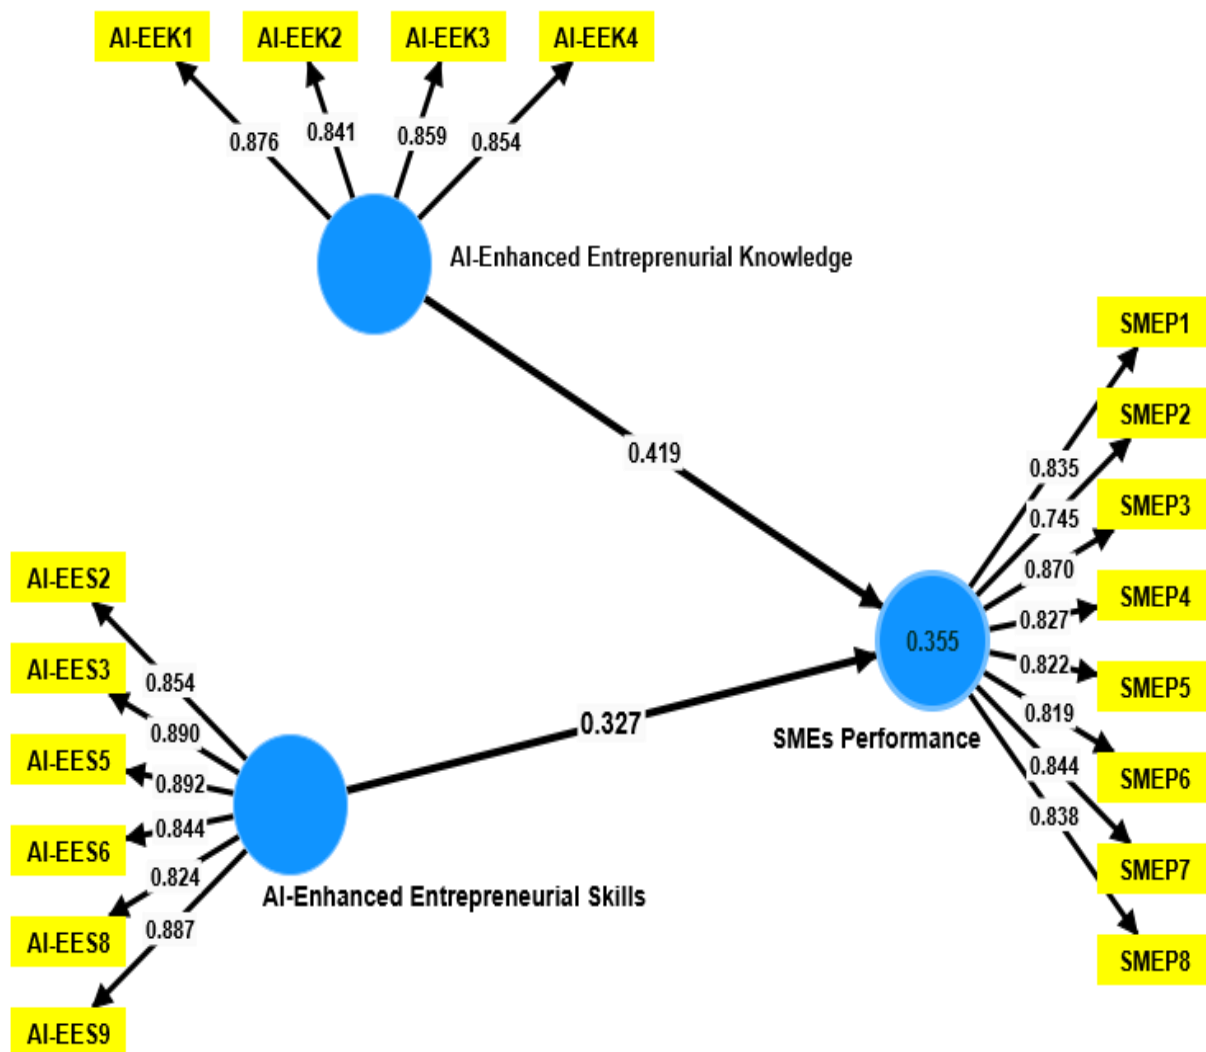 AI-EEK1
AI-EEK2
AI-EEK3
AI-EEK4
0.876
0.841
0.859
0.854
AI-Enhanced Entreprenurial Knowledge
0.419
SMEP1
SMEP2
SMEP3
SMEP4
SMEP5
SMEP6
SMEP7
SMEP8
0.835
0.745
0.870
0.827
0.822
0.819
0.844
0.838
0.355
SMEs Performance
0.327
AI-EES2
AI-EES3
AI-EES5
AI-EES6
AI-EES8
AI-EES9
0.854
0.890
0.892
0.844
0.824
0.887
AI-Enhanced Entrepreneurial Skills